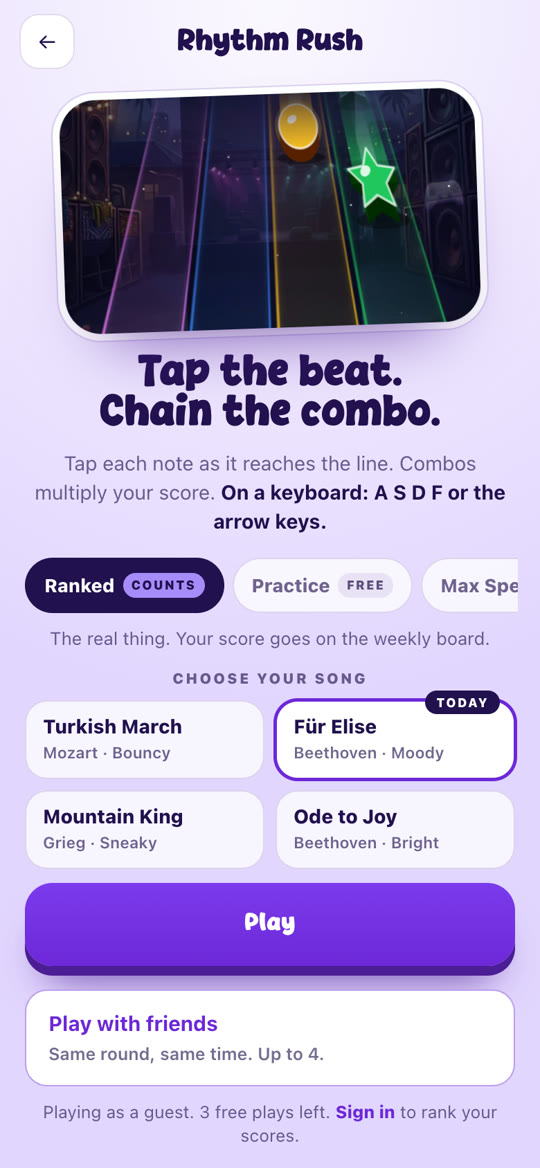 Rhythm Rush
Tap the beat.
Chain the combo.
Tap each note as it reaches the line. Combos
multiply your score. On a keyboard: A S D F or the
arrow keys.
Ranked COUNTS Practice FREE Max Spe
The real thing. Your score goes on the weekly board.
CHOOSE YOUR SONG
TODAY
Turkish March Für Elise
Mozart · Bouncy Beethoven · Moody
Mountain King Ode to Joy
Grieg · Sneaky Beethoven · Bright
Play
Play with friends
Same round, same time. Up to 4.
Playing as a guest. 3 free plays left. Sign in to rank your
scores.